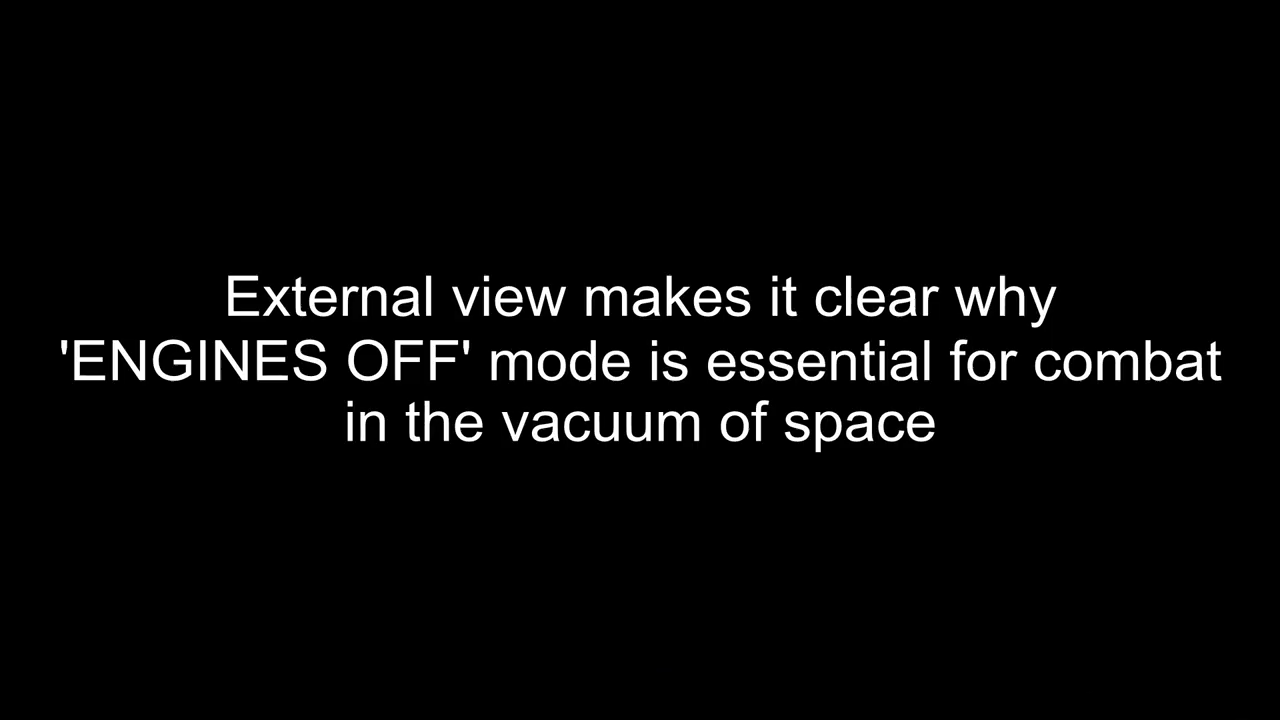 External view makes it clear why
'ENGINES OFF' mode is essential for combat
in the vacuum of space